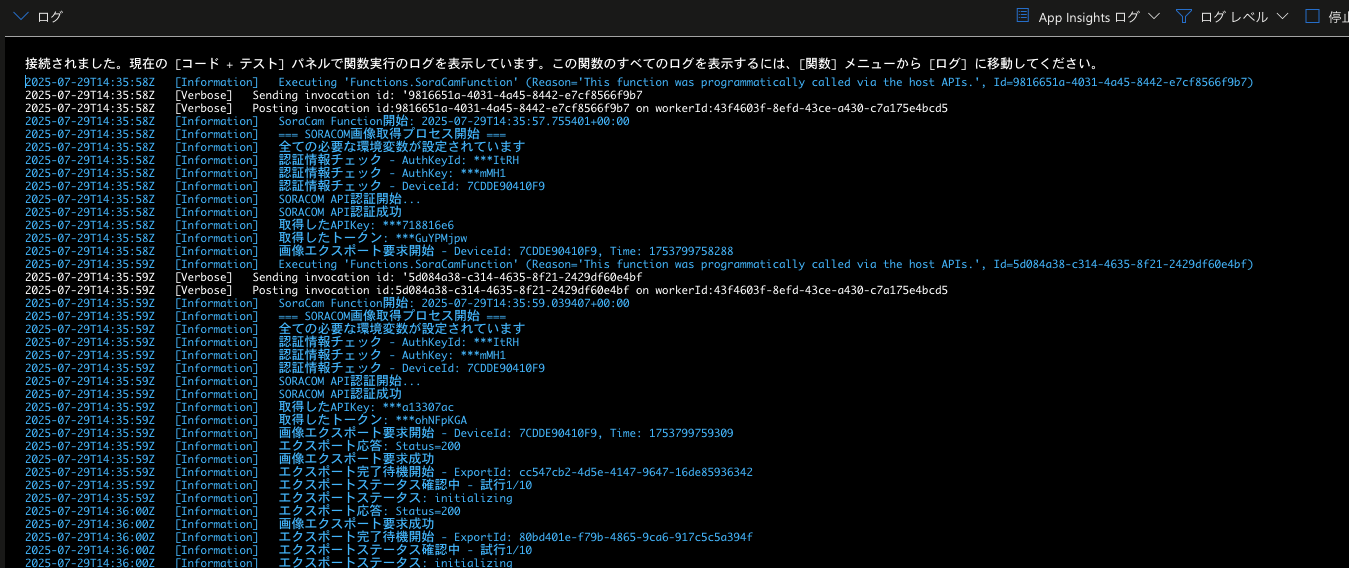 ログ
App Insights ログ
ログ レベル
停止
接続されました。現在の [コード + テスト] パネルで関数実行のログを表示しています。この関数のすべてのログを表示するには、[関数] メニューから [ログ] に移動してください。
2025-07-29T14:35:58Z [Information] Executing 'Functions.SoraCamFunction' (Reason='This function was programmatically called via the host APIs.', Id=9816651a-4031-4a45-8442-e7cf8566f9b7)
2025-07-29T14:35:58Z [Verbose] Sending invocation id: '9816651a-4031-4a45-8442-e7cf8566f9b7
2025-07-29T14:35:58Z [Verbose] Posting invocation id:9816651a-4031-4a45-8442-e7cf8566f9b7 on workerId:43f4603f-8efd-43ce-a430-c7a175e4bcd5
2025-07-29T14:35:58Z [Information] SoraCam Function開始: 2025-07-29T14:35:57.755401+00:00
2025-07-29T14:35:58Z [Information] === SORACOM画像取得プロセス開始 ===
2025-07-29T14:35:58Z [Information] 全ての必要な環境変数が設定されています
2025-07-29T14:35:58Z [Information] 認証情報チェック - AuthKeyId: ***ItRH
2025-07-29T14:35:58Z [Information] 認証情報チェック - AuthKey: ***mMH1
2025-07-29T14:35:58Z [Information] 認証情報チェック - DeviceId: 7CDDE90410F9
2025-07-29T14:35:58Z [Information] SORACOM API認証開始...
2025-07-29T14:35:58Z [Information] SORACOM API認証成功
2025-07-29T14:35:58Z [Information] 取得したAPIKey: ***718816e6
2025-07-29T14:35:58Z [Information] 取得したトークン: ***GuYPMjpw
2025-07-29T14:35:58Z [Information] 画像エクスポート要求開始 - DeviceId: 7CDDE90410F9, Time: 1753799758288
2025-07-29T14:35:59Z [Information] Executing 'Functions.SoraCamFunction' (Reason='This function was programmatically called via the host APIs.', Id=5d084a38-c314-4635-8f21-2429df60e4bf)
2025-07-29T14:35:59Z [Verbose] Sending invocation id: '5d084a38-c314-4635-8f21-2429df60e4bf
2025-07-29T14:35:59Z [Verbose] Posting invocation id:5d084a38-c314-4635-8f21-2429df60e4bf on workerId:43f4603f-8efd-43ce-a430-c7a175e4bcd5
2025-07-29T14:35:59Z [Information] SoraCam Function開始: 2025-07-29T14:35:59.039407+00:00
2025-07-29T14:35:59Z [Information] === SORACOM画像取得プロセス開始 ===
2025-07-29T14:35:59Z [Information] 全ての必要な環境変数が設定されています
2025-07-29T14:35:59Z [Information] 認証情報チェック - AuthKeyId: ***ItRH
2025-07-29T14:35:59Z [Information] 認証情報チェック - AuthKey: ***mMH1
2025-07-29T14:35:59Z [Information] 認証情報チェック - DeviceId: 7CDDE90410F9
2025-07-29T14:35:59Z [Information] SORACOM API認証開始...
2025-07-29T14:35:59Z [Information] SORACOM API認証成功
2025-07-29T14:35:59Z [Information] 取得したAPIKey: ***a13307ac
2025-07-29T14:35:59Z [Information] 取得したトークン: ***ohNFpKGA
2025-07-29T14:35:59Z [Information] 画像エクスポート要求開始 - DeviceId: 7CDDE90410F9, Time: 1753799759309
2025-07-29T14:35:59Z [Information] エクスポート応答: Status=200
2025-07-29T14:35:59Z [Information] 画像エクスポート要求成功
2025-07-29T14:35:59Z [Information] エクスポート完了待機開始 - ExportId: cc547cb2-4d5e-4147-9647-16de85936342
2025-07-29T14:35:59Z [Information] エクスポートステータス確認中 - 試行1/10
2025-07-29T14:35:59Z [Information] エクスポートステータス: initializing
2025-07-29T14:36:00Z [Information] エクスポート応答: Status=200
2025-07-29T14:36:00Z [Information] 画像エクスポート要求成功
2025-07-29T14:36:00Z [Information] エクスポート完了待機開始 - ExportId: 80bd401e-f79b-4865-9ca6-917c5c5a394f
2025-07-29T14:36:00Z [Information] エクスポートステータス確認中 - 試行1/10
2025-07-29T14:36:00Z [Information] エクスポートステータス: initializing